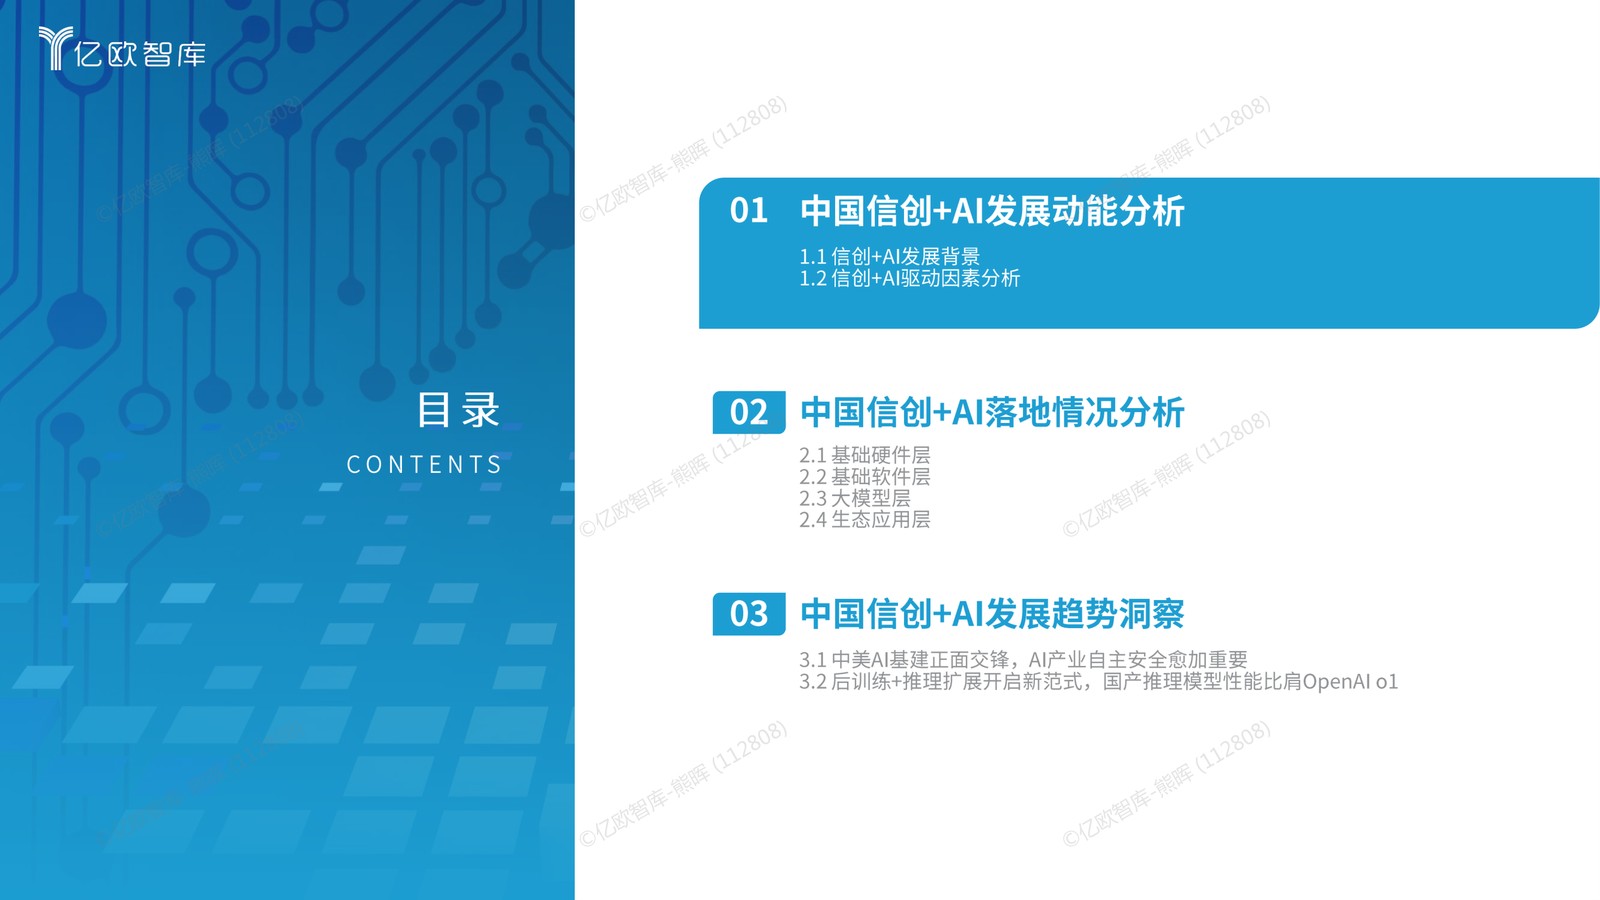 亿欧智库
目录
CONTENTS
01 中国信创+AI发展动能分析
1.1 信创+AI发展背景
1.2 信创+AI驱动因素分析
02 中国信创+AI落地情况分析
2.1 基础硬件层
2.2 基础软件层
2.3 大模型层
2.4 生态应用层
03 中国信创+AI发展趋势洞察
3.1 中美AI基建正面交锋，AI产业自主安全愈加重要
3.2 后训练+推理扩展开启新范式，国产推理模型性能比肩OpenAI o1
©亿欧智库-熊晖 (112808)
©亿欧智库-熊晖 (112808)
©亿欧智库-熊晖 (112808)
©亿欧智库-熊晖 (112808)
©亿欧智库-熊晖 (112808)
©亿欧智库-熊晖 (112808)